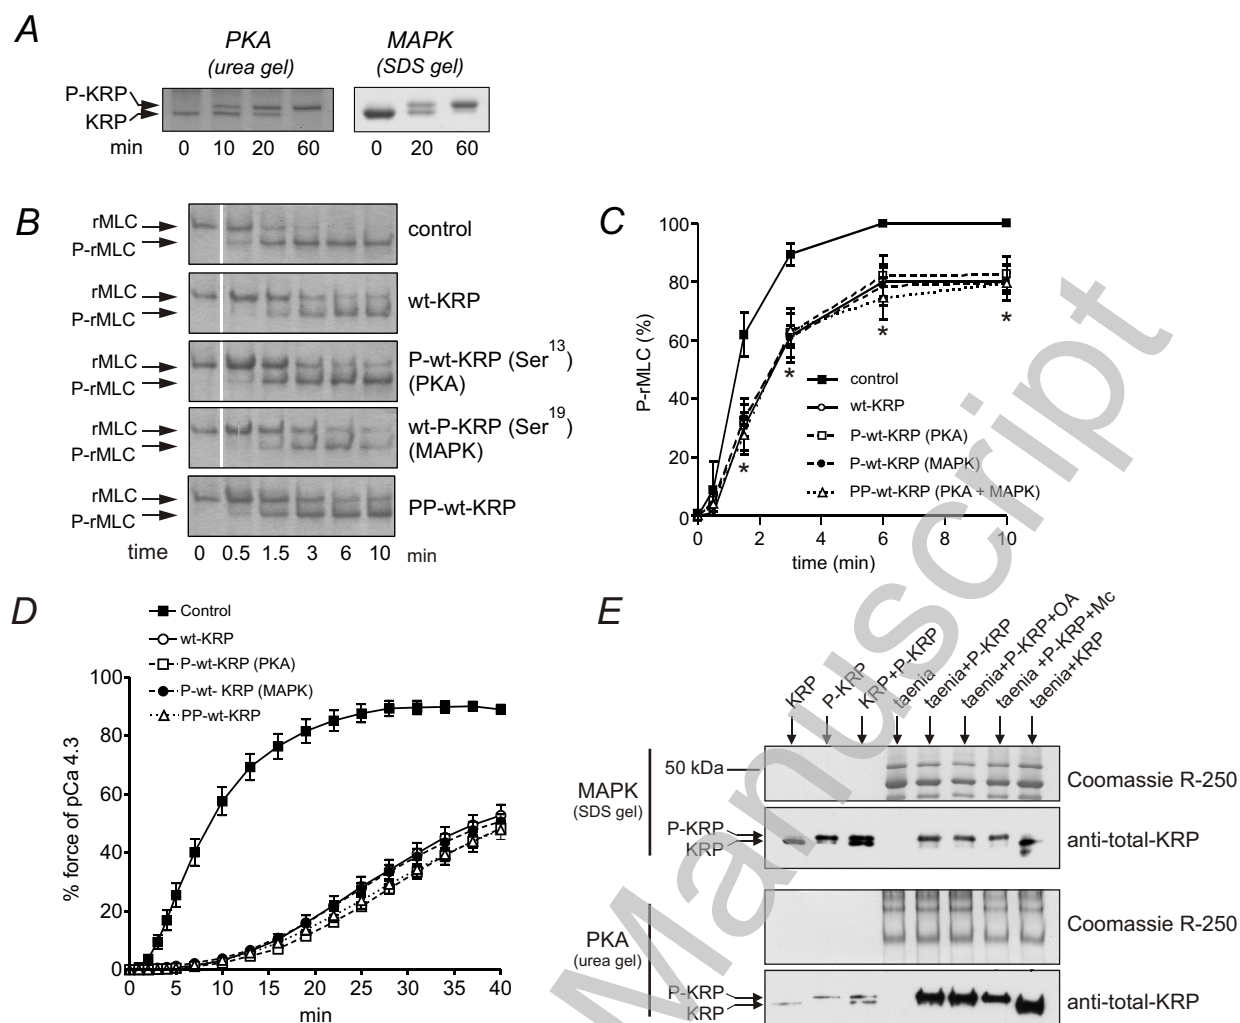 A
PKA
(urea gel)
MAPK
(SDS gel)
P-KRP
KRP
min 0 10 20 60 0 20 60
B
rMLC
P-rMLC
control
rMLC
P-rMLC
wt-KRP
rMLC
P-rMLC
P-wt-KRP (Ser13)
(PKA)
rMLC
P-rMLC
wt-P-KRP (Ser19)
(MAPK)
rMLC
P-rMLC
PP-wt-KRP
time 0 0.5 1.5 3 6 10 min
C
P-rMLC (%)
100
80
60
40
20
0
* * * *
control
wt-KRP
P-wt-KRP (PKA)
P-wt-KRP (MAPK)
PP-wt-KRP (PKA + MAPK)
0 2 4 6 8 10
time (min)
D
Control
wt-KRP
P-wt-KRP (PKA)
P-wt- KRP (MAPK)
PP-wt-KRP
% force of pCa 4.3
100
80
60
40
20
0
0 5 10 15 20 25 30 35 40
min
E
KRP
P-KRP
KRP+P-KRP
taenia
taenia+P-KRP
taenia+P-KRP+OA
taenia +P-KRP+Mc
taenia+KRP
MAPK
(SDS gel)
50 kDa
Coomassie R-250
P-KRP
KRP
anti-total-KRP
PKA
(urea gel)
Coomassie R-250
P-KRP
KRP
anti-total-KRP
Manuscript